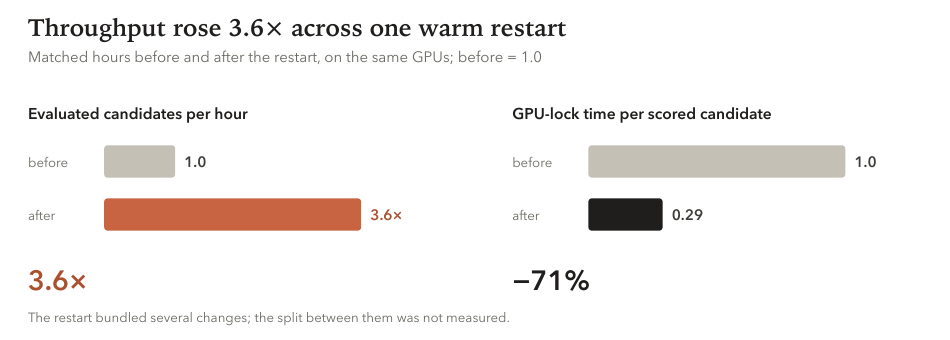 Throughput rose 3.6× across one warm restart
Matched hours before and after the restart, on the same GPUs; before = 1.0
Evaluated candidates per hour
before 1.0
after 3.6×
3.6×
GPU-lock time per scored candidate
before 1.0
after 0.29
−71%
The restart bundled several changes; the split between them was not measured.